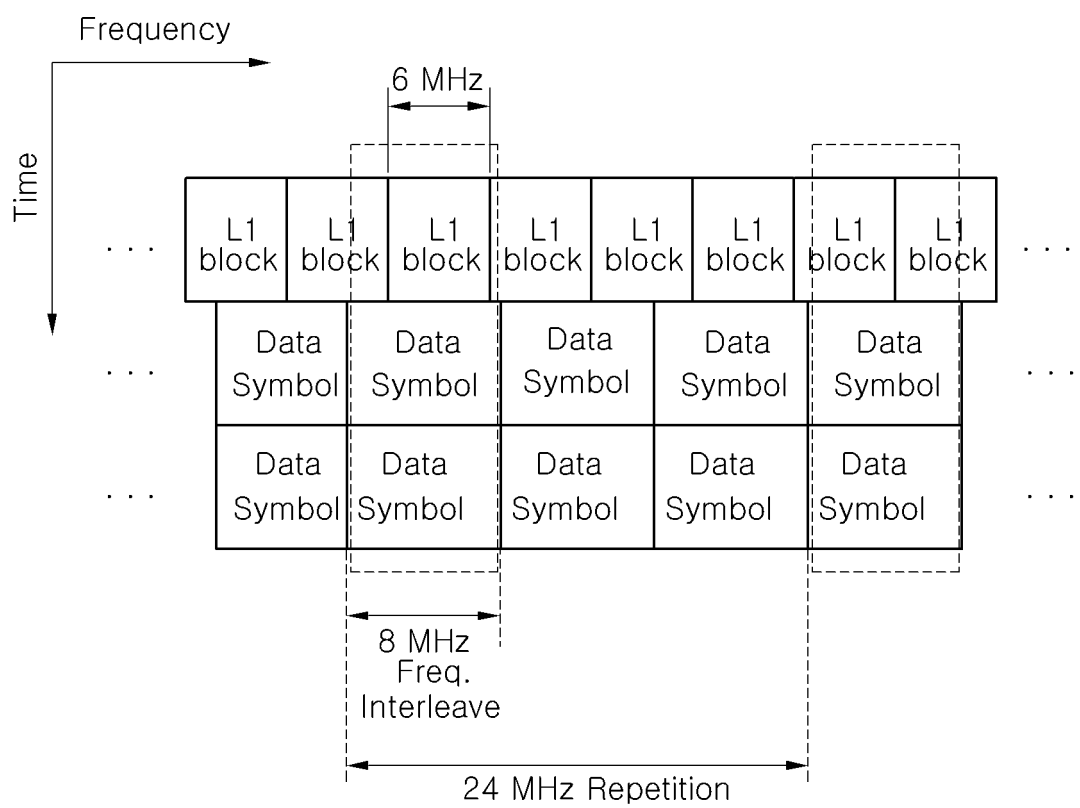 Frequency
6 MHz
Time
L1 L1 L1 L1 L1 L1 L1 L1
. . . block block block block block block block block . . .
Data Data Data Data Data
. . . Symbol Symbol Symbol Symbol Symbol . . .
Data Data Data Data Data
. . . Symbol Symbol Symbol Symbol Symbol . . .
8 MHz
Freq.
Interleave
24 MHz Repetition